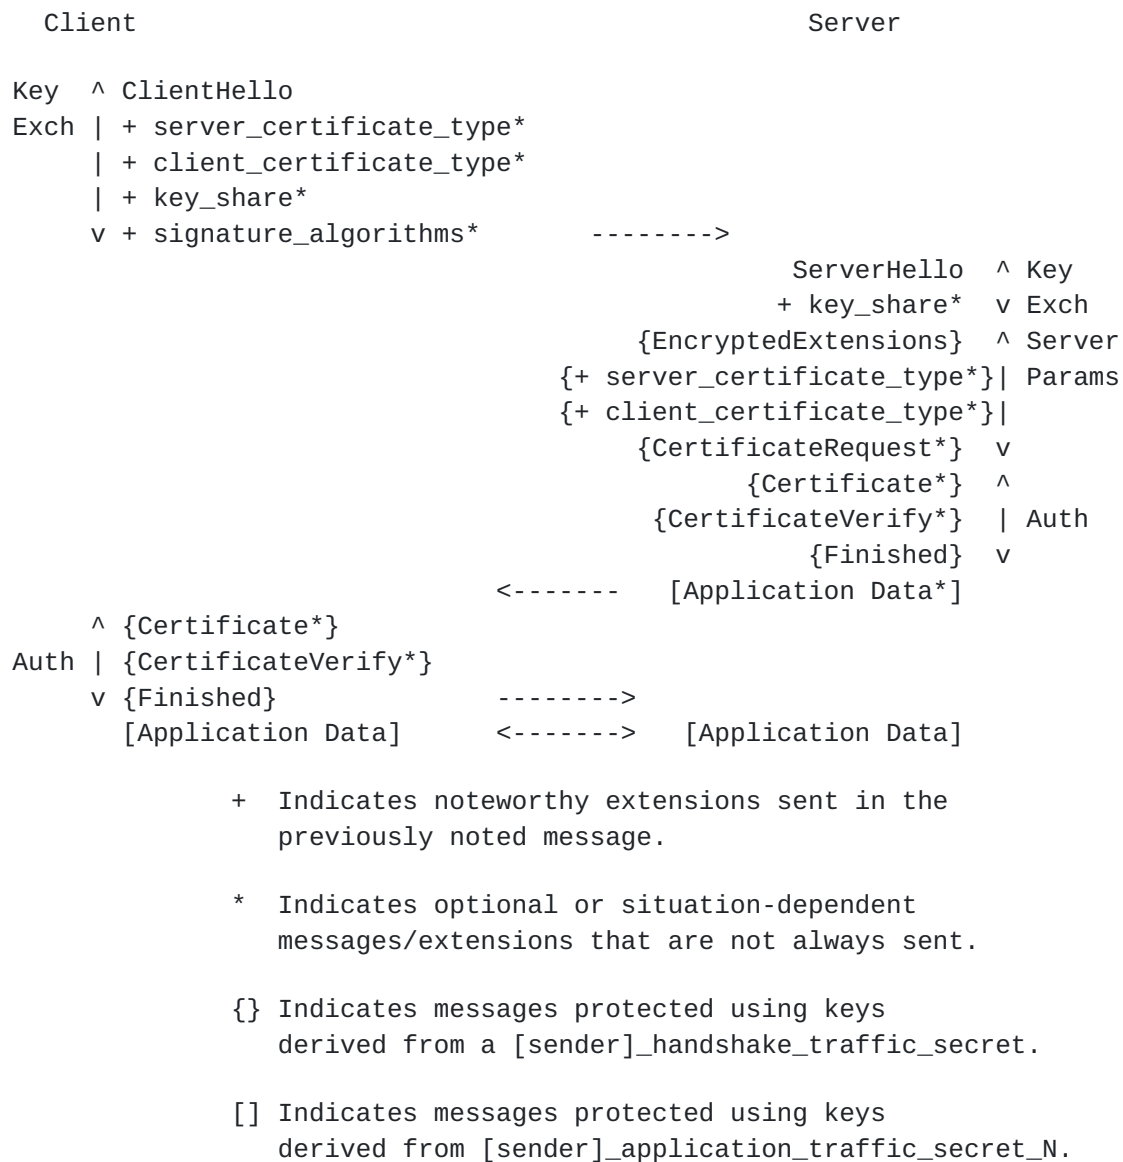 Client                                           Server

Key  ^ ClientHello
Exch | + server_certificate_type*
     | + client_certificate_type*
     | + key_share*
     v + signature_algorithms*       -------->
                                                  ServerHello  ^ Key
                                                 + key_share*  v Exch
                                        {EncryptedExtensions}  ^ Server
                                   {+ server_certificate_type*}| Params
                                   {+ client_certificate_type*}|
                                        {CertificateRequest*}  v
                                               {Certificate*}  ^
                                         {CertificateVerify*}  | Auth
                                                   {Finished}  v
                               <-------   [Application Data*]
     ^ {Certificate*}
Auth | {CertificateVerify*}
     v {Finished}              -------->
       [Application Data]      <------->   [Application Data]

              +  Indicates noteworthy extensions sent in the
                 previously noted message.

              *  Indicates optional or situation-dependent
                 messages/extensions that are not always sent.

              {} Indicates messages protected using keys
                 derived from a [sender]_handshake_traffic_secret.

              [] Indicates messages protected using keys
                 derived from [sender]_application_traffic_secret_N.